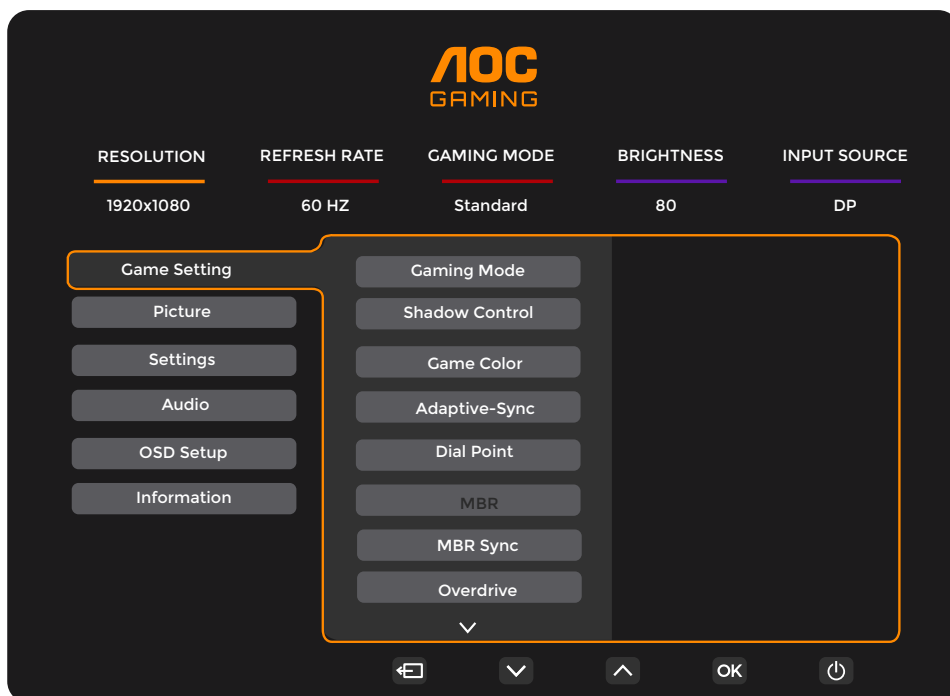 AOC
GAMING
RESOLUTION REFRESH RATE GAMING MODE BRIGHTNESS INPUT SOURCE
1920x1080 60 HZ Standard 80 DP
Game Setting
Picture
Settings
Audio
OSD Setup
Information
Gaming Mode
Shadow Control
Game Color
Adaptive-Sync
Dial Point
MBR
MBR Sync
Overdrive
OK